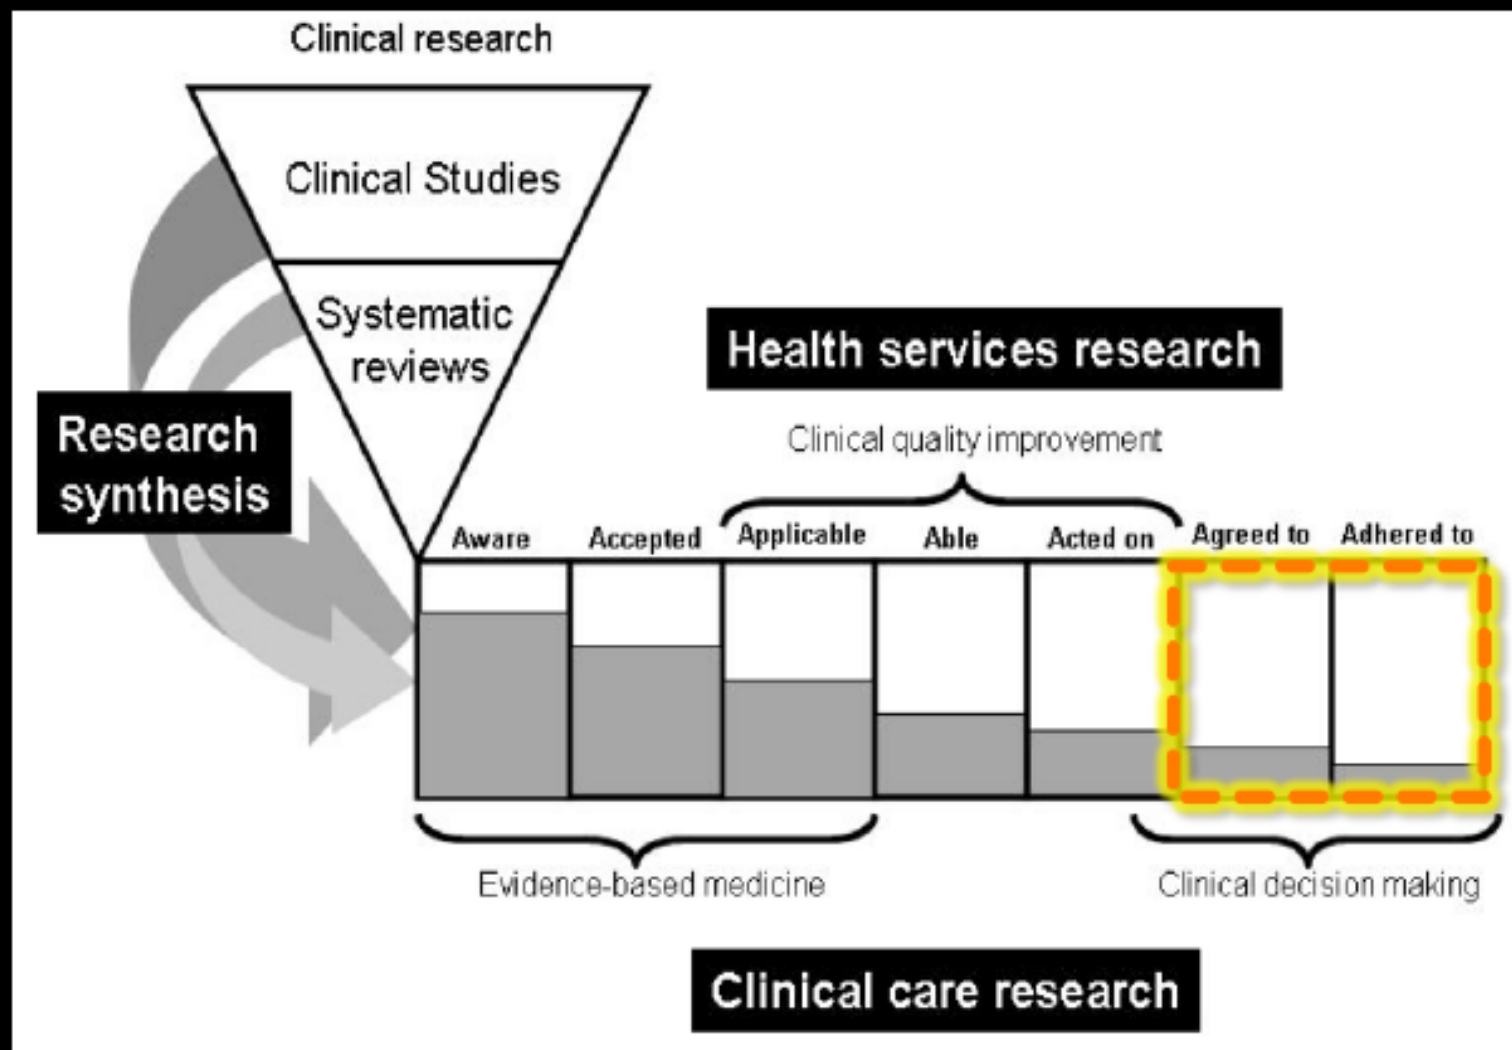 Clinical research
Clinical Studies
Systematic
reviews
Research
synthesis
Health services research
Clinical quality improvement
Aware Accepted Applicable Able Acted on Agreed to Adhered to
Evidence-based medicine
Clinical decision making
Clinical care research